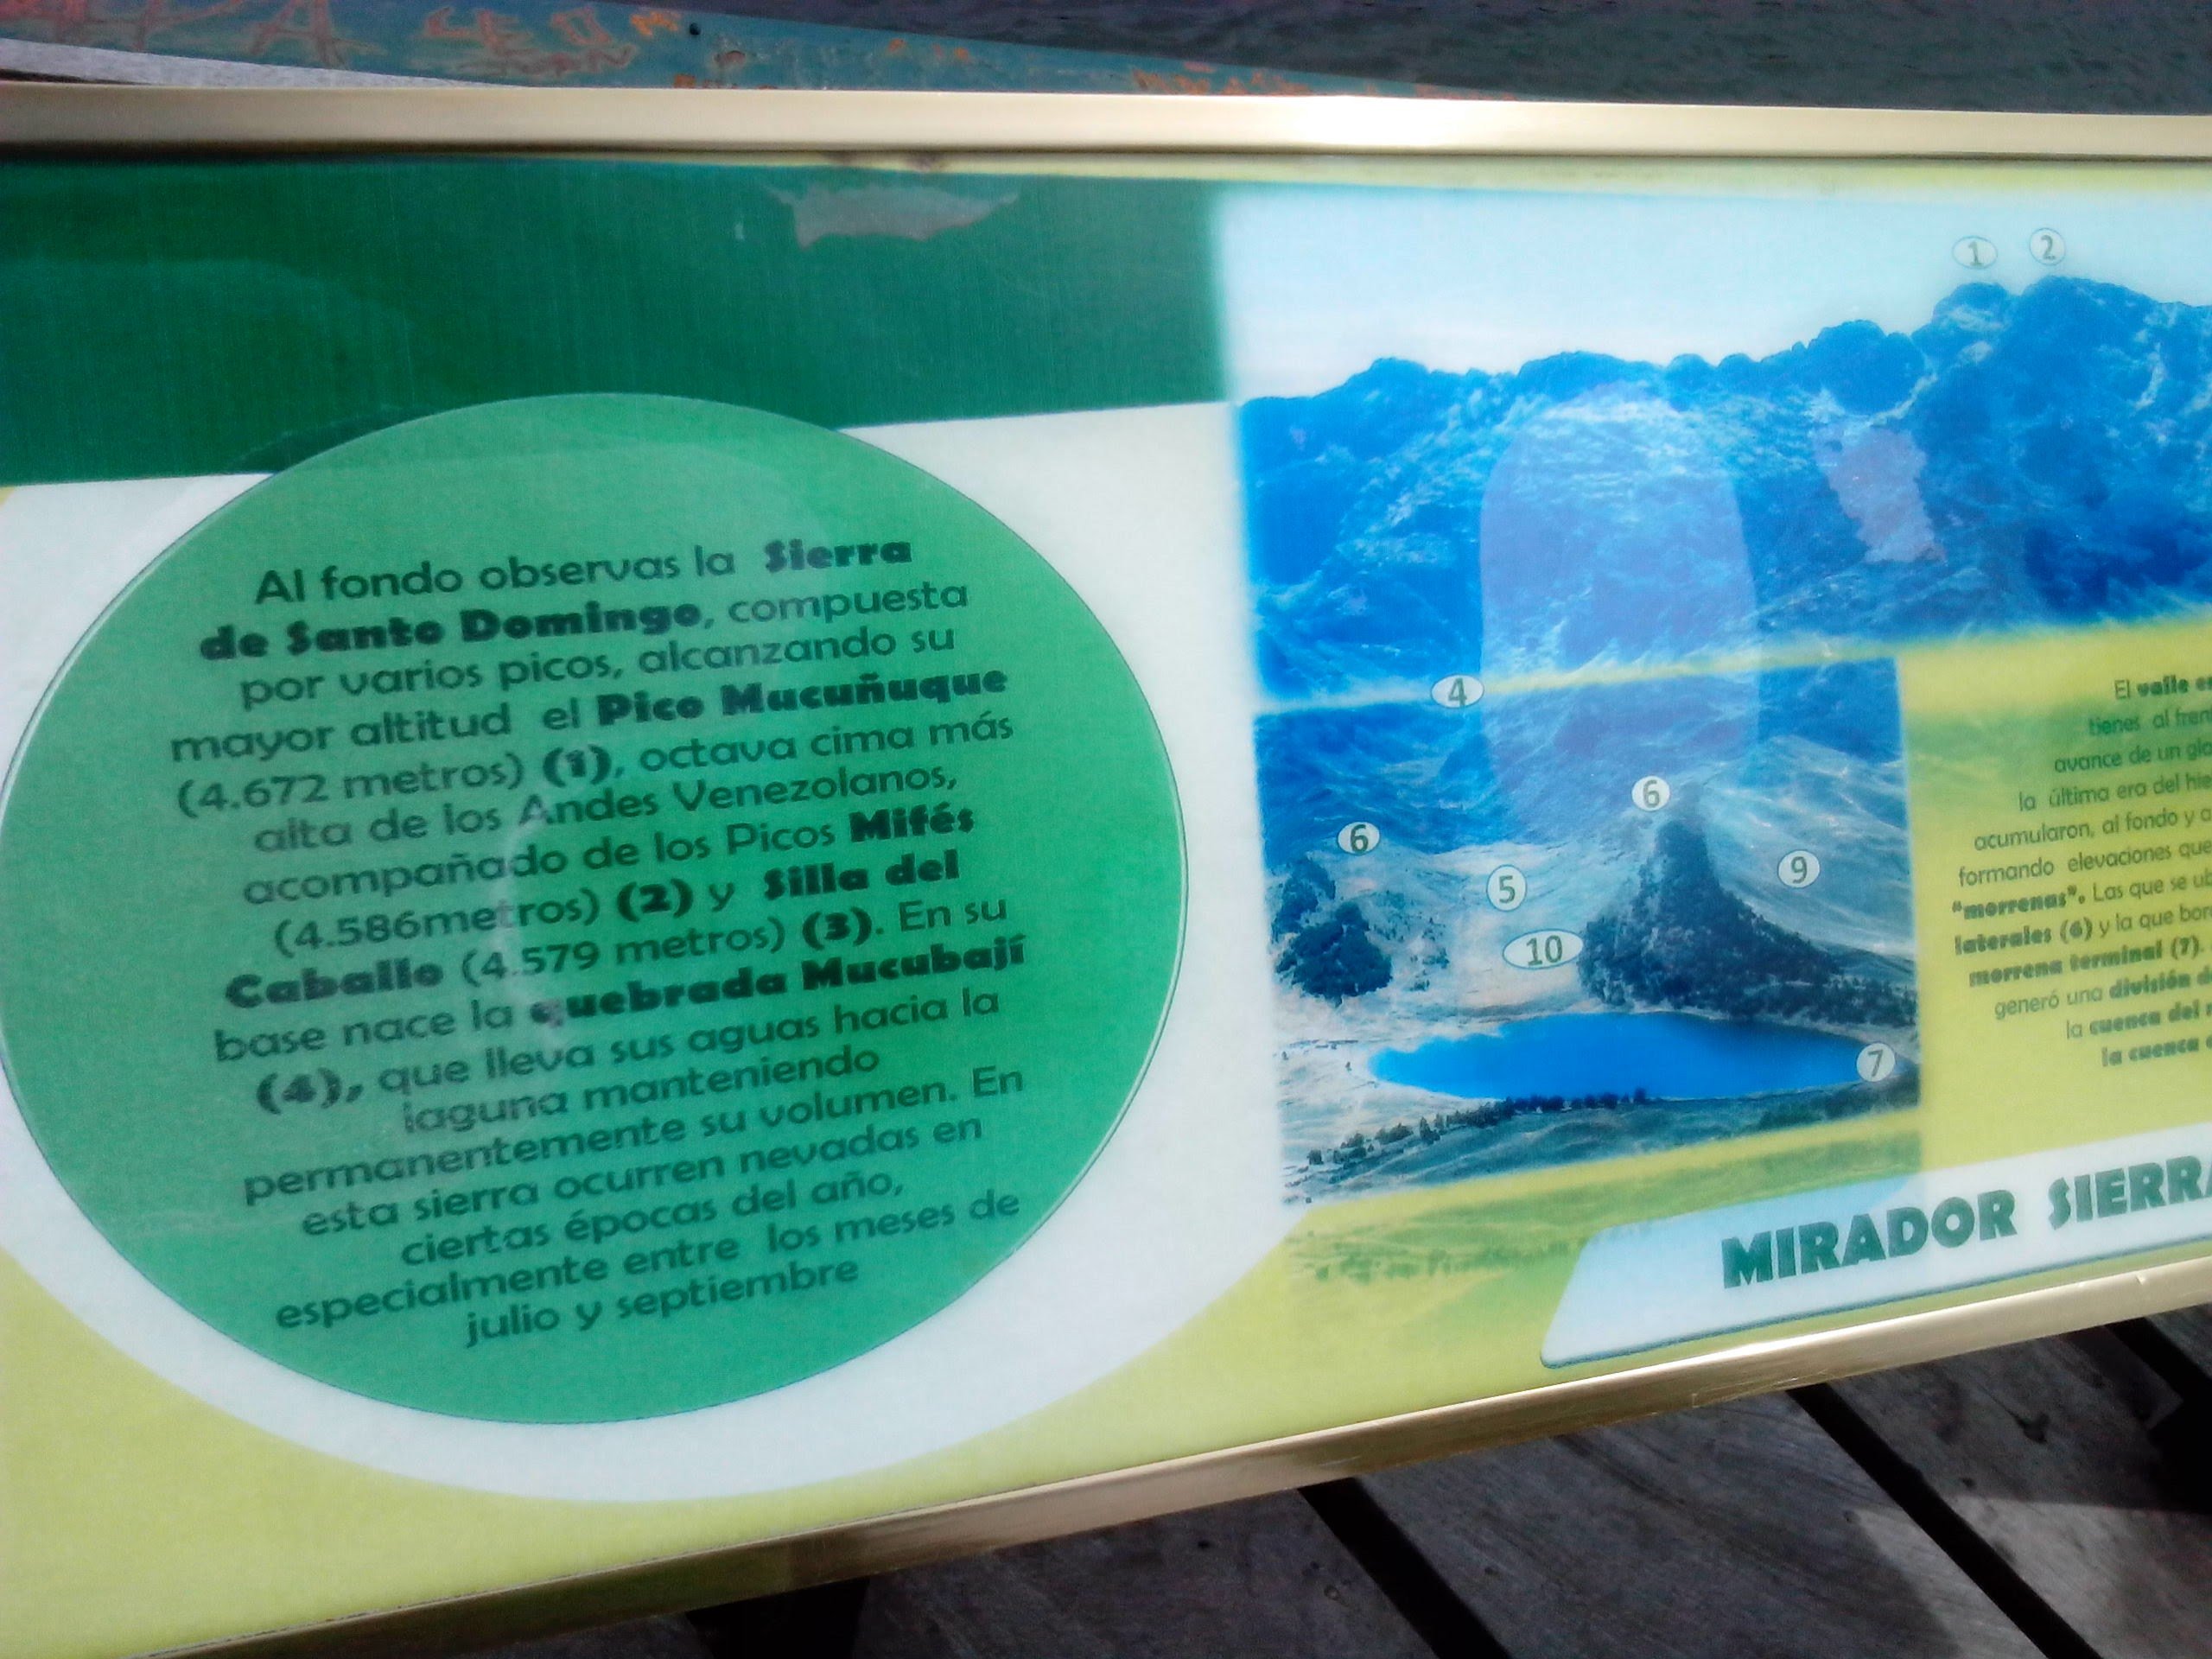 Al fondo observas la Sierra
de Santo Domingo, compuesta
por varios picos, alcanzando su
mayor altitud el Pico Mucuñuque
(4.672 metros) (1), octava cima más
alta de los Andes Venezolanos,
acompañado de los Picos Mifés
(4.586metros) (2) y Silla del
Caballo (4.579 metros) (3). En su
base nace la quebrada Mucubají
(4), que lleva sus aguas hacia la
laguna manteniendo
permanentemente su volumen. En
esta sierra ocurren nevadas en
ciertas épocas del año,
especialmente entre los meses de
julio y septiembre
1 2
4
6
6
5
9
10
7
El valle
tienes al
avance de un
la última era del
acumularon, al fondo y
formando elevaciones que
"morrenas". Las que se
laterales (6) y la que
morrena terminal (7).
generó una división
la cuenca del
la cuenca
MIRADOR SIERRA